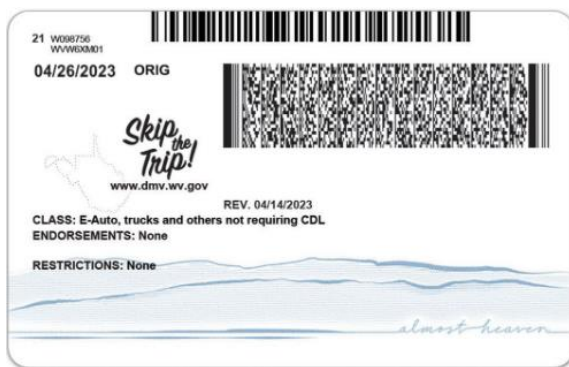 21 W098756
WVW6XM01
04/26/2023 ORIG
Skip
the
Trip!
www.dmv.wv.gov
REV. 04/14/2023
CLASS: E-Auto, trucks and others not requiring CDL
ENDORSEMENTS: None
RESTRICTIONS: None
almost heaven